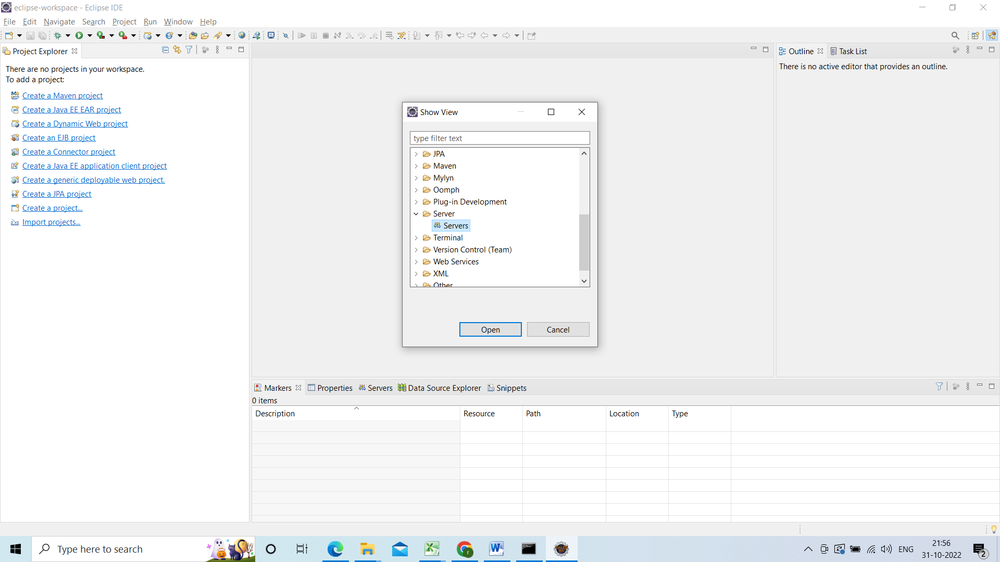 eclipse-workspace - Eclipse IDE
File Edit Navigate Search Project Run Window Help
Project Explorer
There are no projects in your workspace.
To add a project:
Create a Maven project
Create a Java EE EAR project
Create a Dynamic Web project
Create an EJB project
Create a Connector project
Create a Java EE application client project
Create a generic deployable web project.
Create a JPA project
Create a project...
Import projects...
Outline Task List
There is no active editor that provides an outline.
Show View
type filter text
JPA
Maven
Mylyn
Oomph
Plug-in Development
Server
Servers
Terminal
Version Control (Team)
Web Services
XML
Other
Open Cancel
Markers Properties Servers Data Source Explorer Snippets
0 items
Description Resource Path Location Type
Type here to search
ENG
21:56
31-10-2022
2